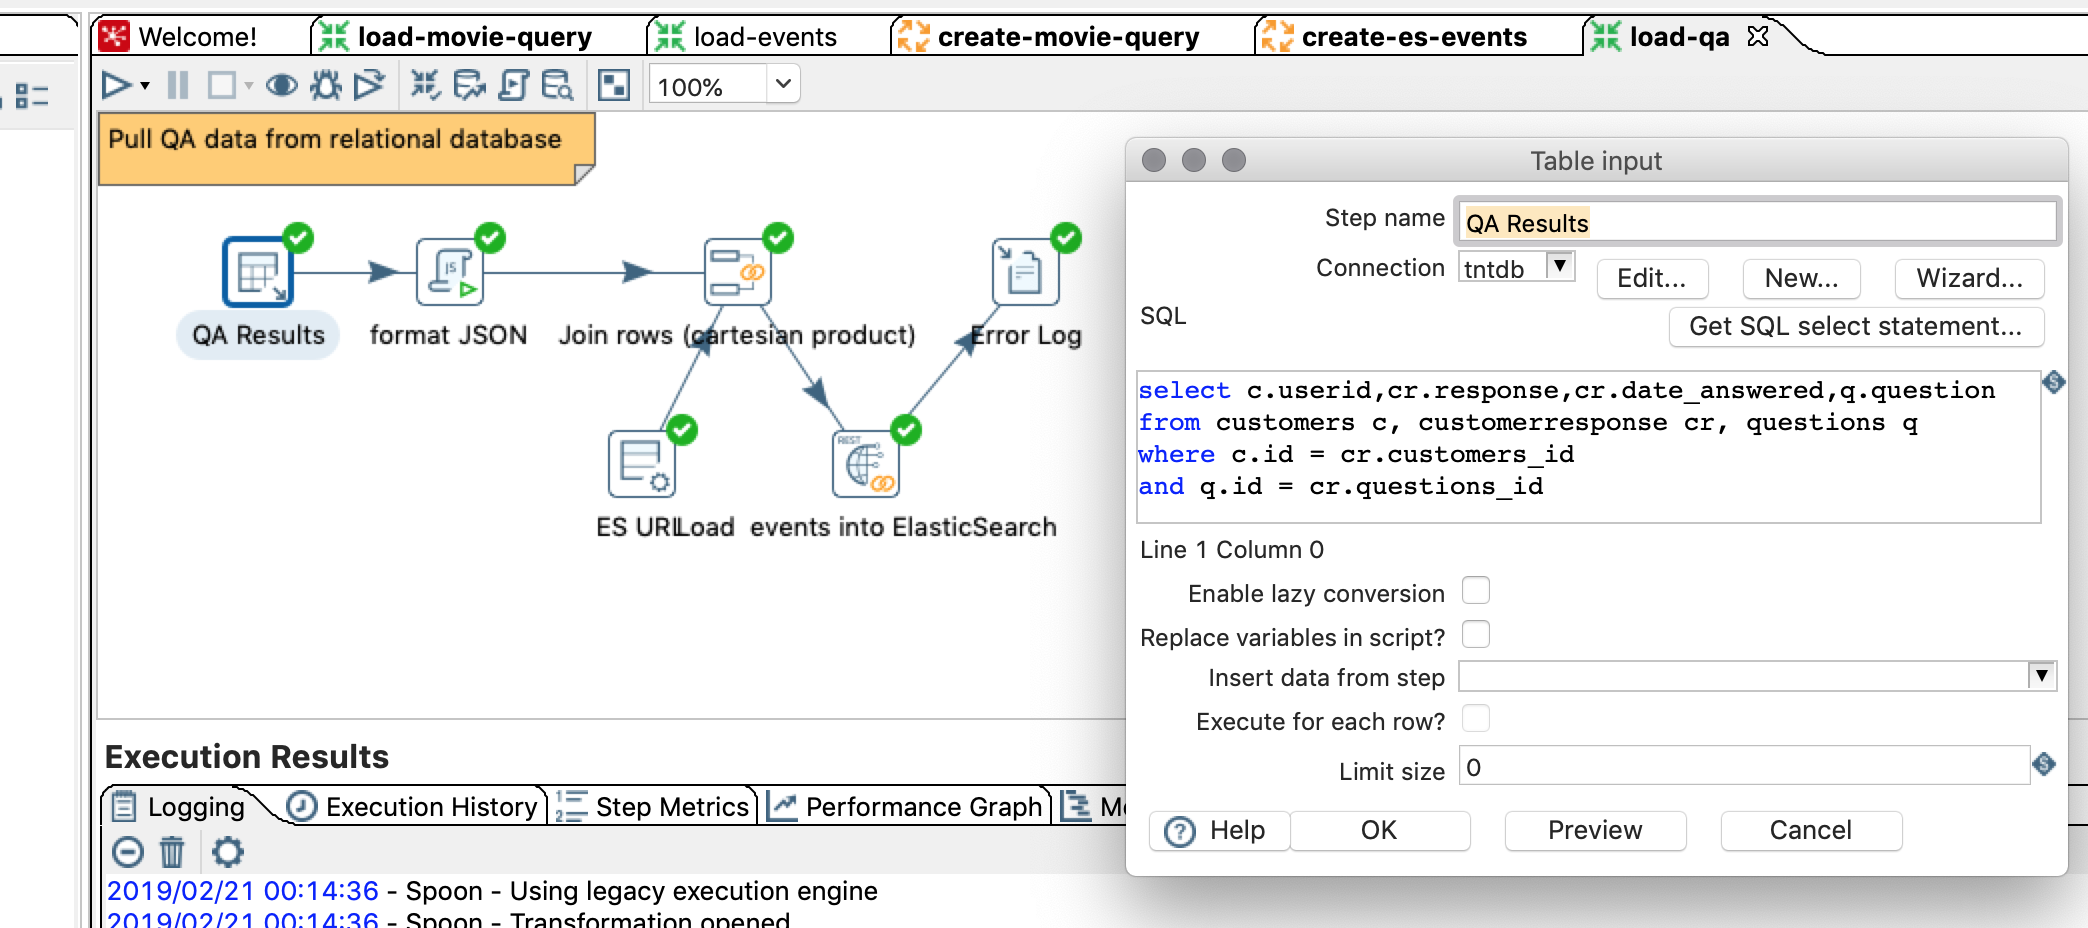 Welcome!
load-movie-query
load-events
create-movie-query
create-es-events
load-qa
100%
Pull QA data from relational database
QA Results
format JSON
Join rows (cartesian product)
Error Log
JS
REST
ES URL
Load events into ElasticSearch
Table input
Step name
QA Results
Connection
tntdb
Edit...
New...
Wizard...
SQL
Get SQL select statement...
select c.userid,cr.response,cr.date_answered,q.question
from customers c, customerresponse cr, questions q
where c.id = cr.customers_id
and q.id = cr.questions_id
Line 1 Column 0
Enable lazy conversion
Replace variables in script?
Insert data from step
Execute for each row?
Limit size
0
Help
OK
Preview
Cancel
Execution Results
Logging
Execution History
Step Metrics
Performance Graph
2019/02/21 00:14:36 - Spoon - Using legacy execution engine
2019/02/21 00:14:36 - Spoon - Transformation opened